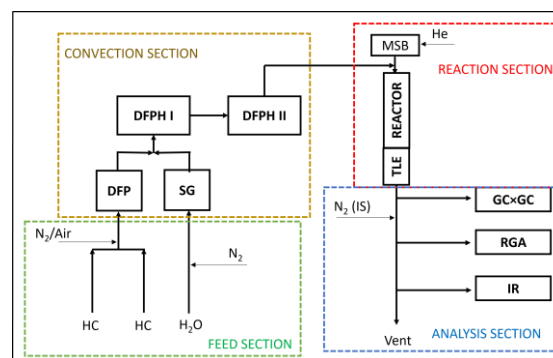 CONVECTION SECTION
DFPH I
DFPH II
DFP
SG
N₂/Air
N₂
HC
HC
H₂O
FEED SECTION
He
MSB
REACTION SECTION
REACTOR
TLE
N₂ (IS)
GC×GC
RGA
IR
Vent
ANALYSIS SECTION